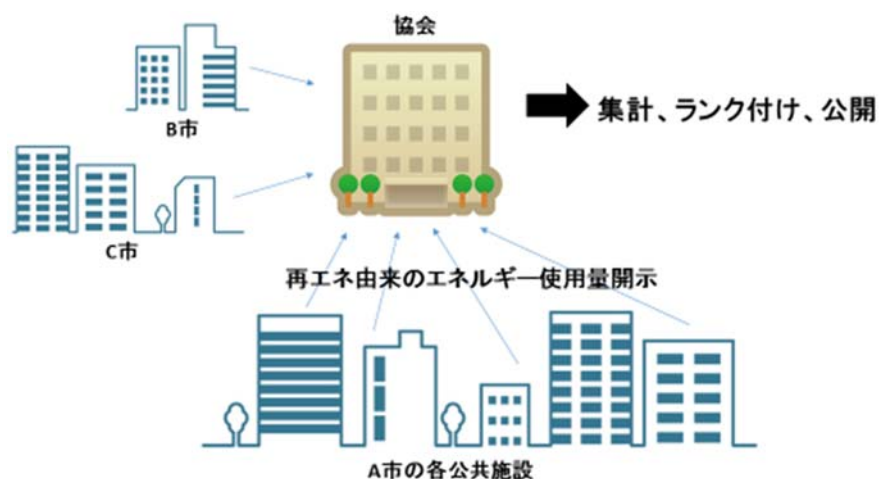 協会
集計、ランク付け、公開
B市
C市
再エネ由来のエネルギー使用量開示
A市の各公共施設